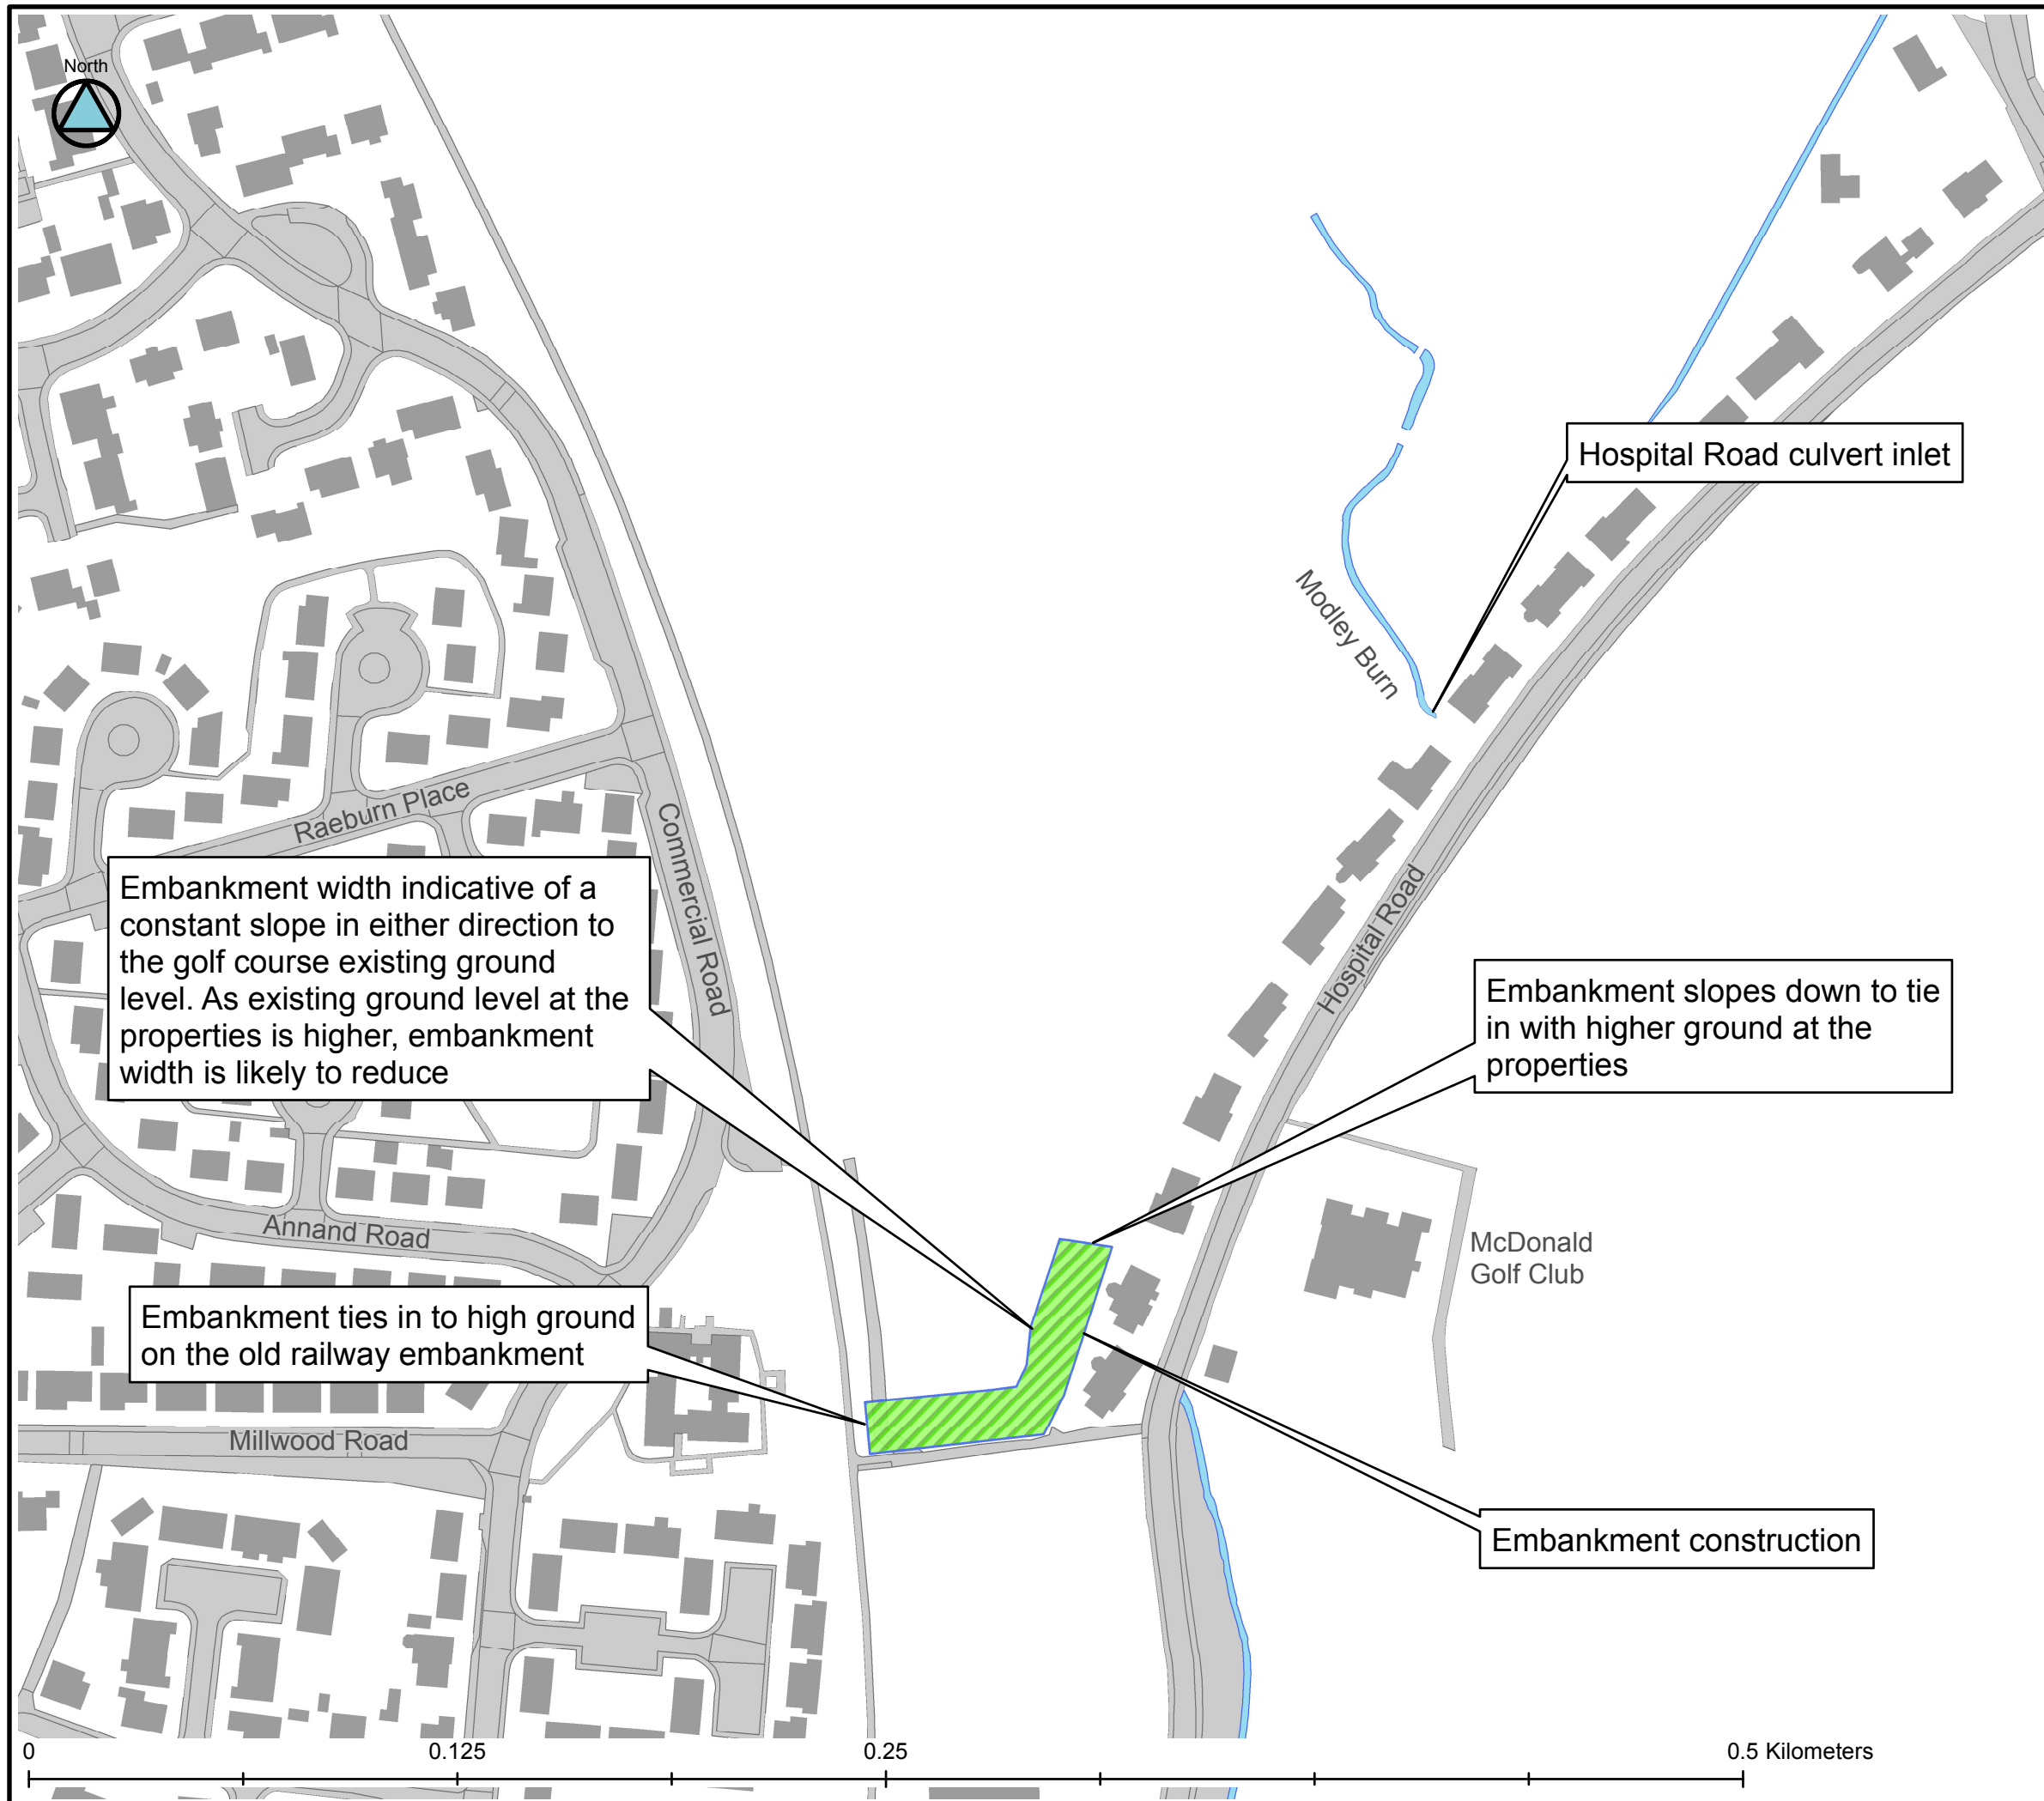 North
Hospital Road culvert inlet
Modley Burn
Raeburn Place
Commercial Road
Embankment width indicative of a
constant slope in either direction to
the golf course existing ground
level. As existing ground level at the
properties is higher, embankment
width is likely to reduce
Hospital Road
Embankment slopes down to tie
in with higher ground at the
properties
Annand Road
McDonald
Golf Club
Embankment ties in to high ground
on the old railway embankment
Millwood Road
Embankment construction
0 0.125 0.25 0.5 Kilometers